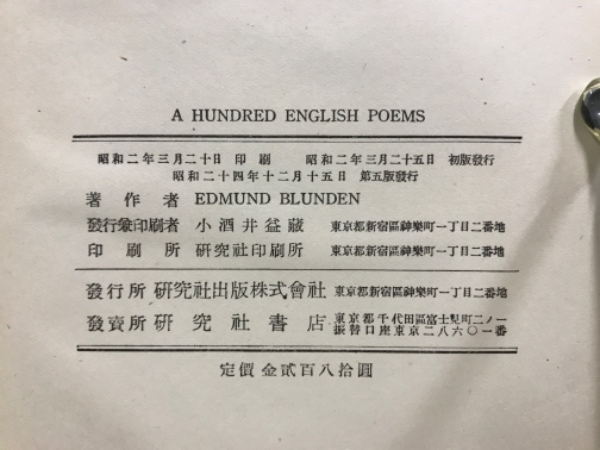 A HUNDRED ENGLISH POEMS
昭和二年三月二十日 印刷 昭和二年三月二十五日 初版發行
昭和二十四年十二月十五日 第五版發行
著作者 EDMUND BLUNDEN
發行兼印刷者 小酒井益藏 東京都新宿區神樂町一丁目二番地
印刷所 硏究社印刷所 東京都新宿區神樂町一丁目二番地
發行所 硏究社出版株式會社 東京都新宿區神樂町一丁目二番地
發賣所 硏究社書店 東京都千代田區富士見町二ノ一
振替口座東京二八六〇一番
定價 金貳百八拾圓